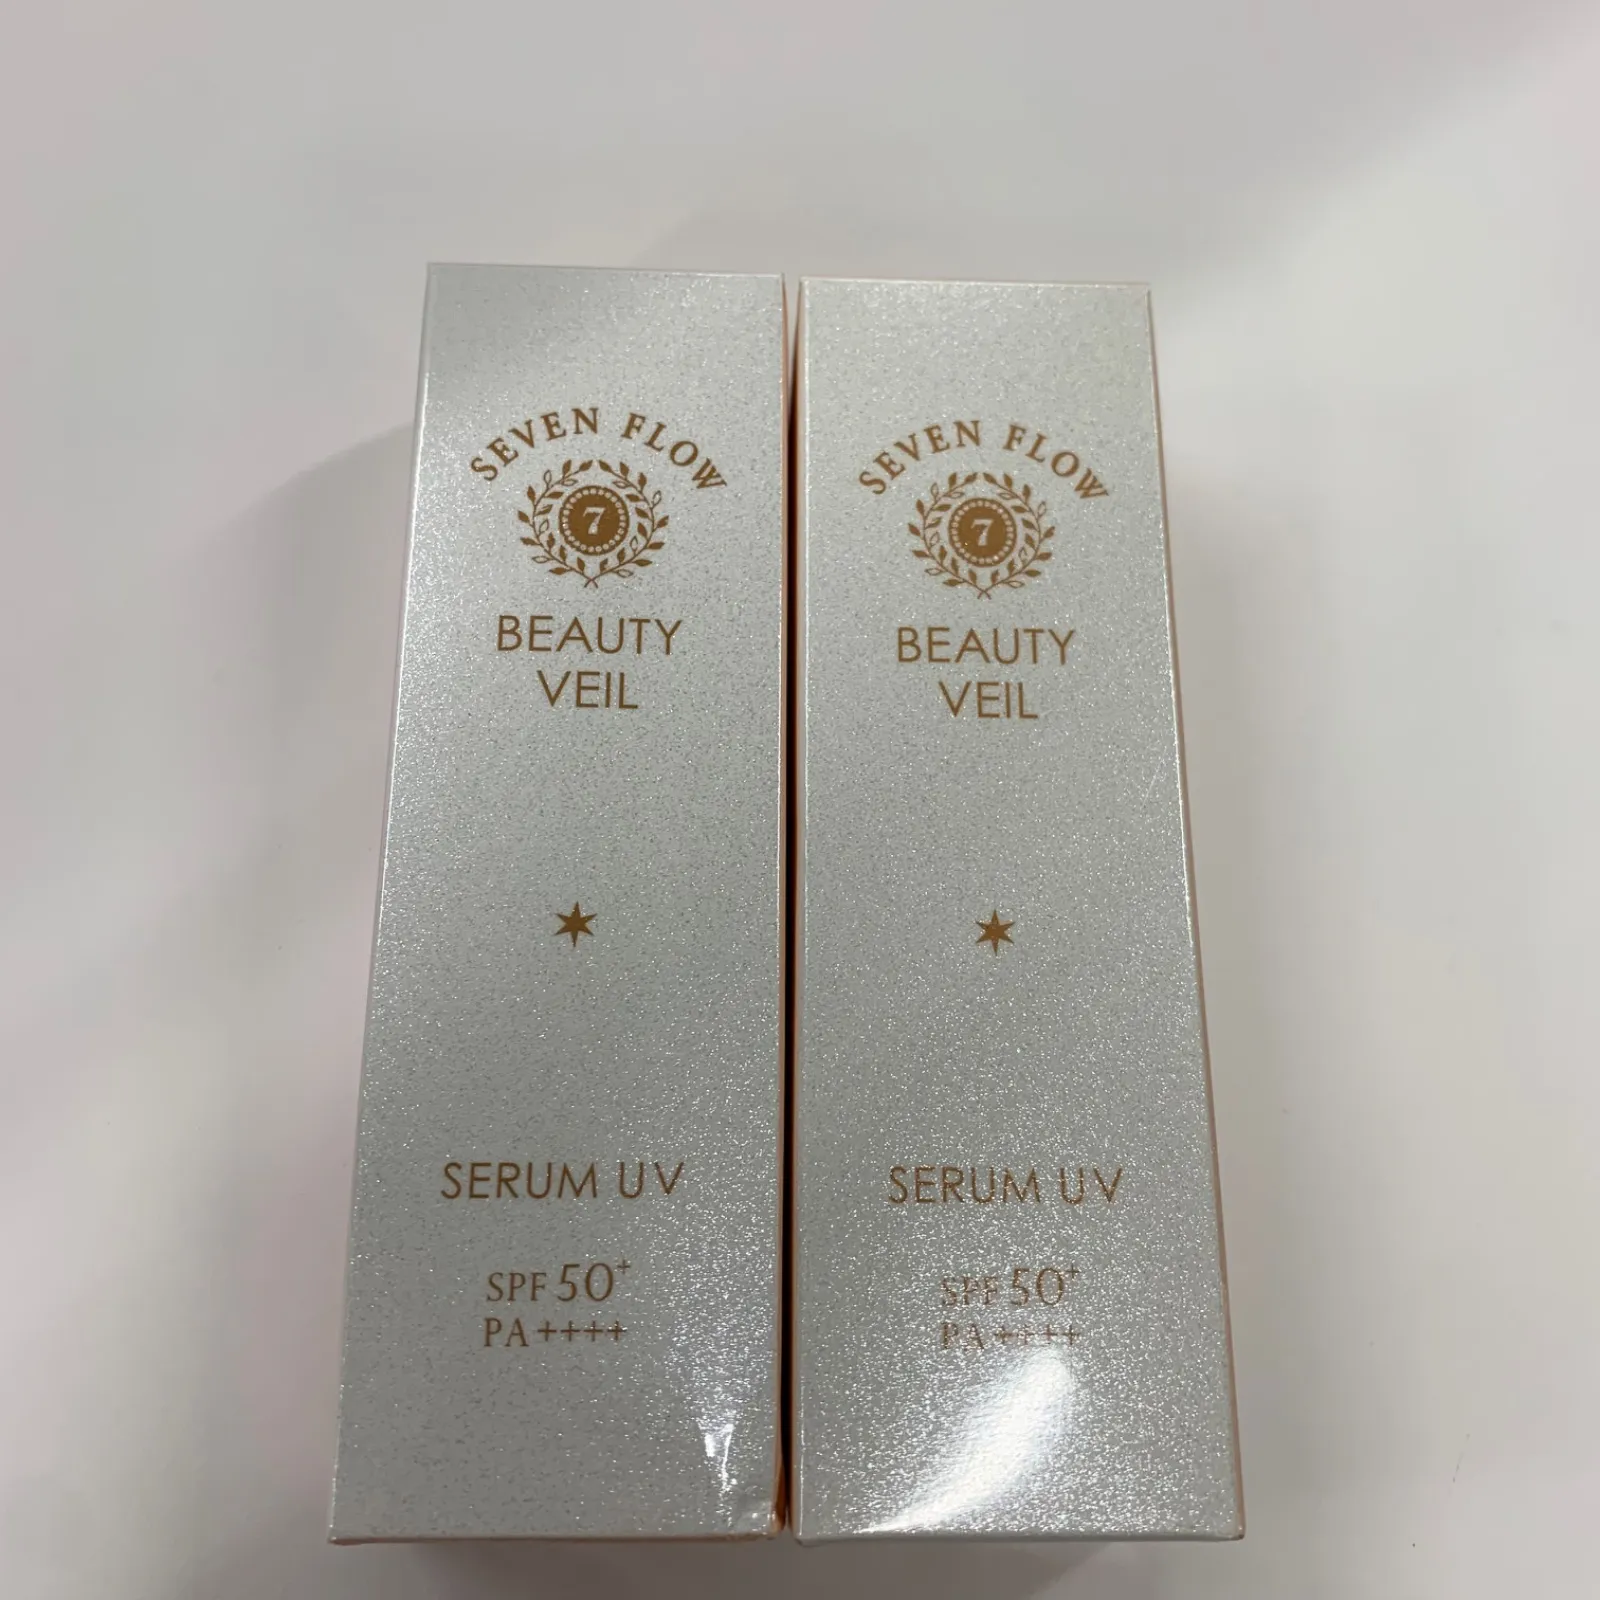 SEVEN FLOW
7
BEAUTY
VEIL
SERUM UV
SPF 50+
PA++++
SEVEN FLOW
7
BEAUTY
VEIL
SERUM UV
SPF 50+
PA++++